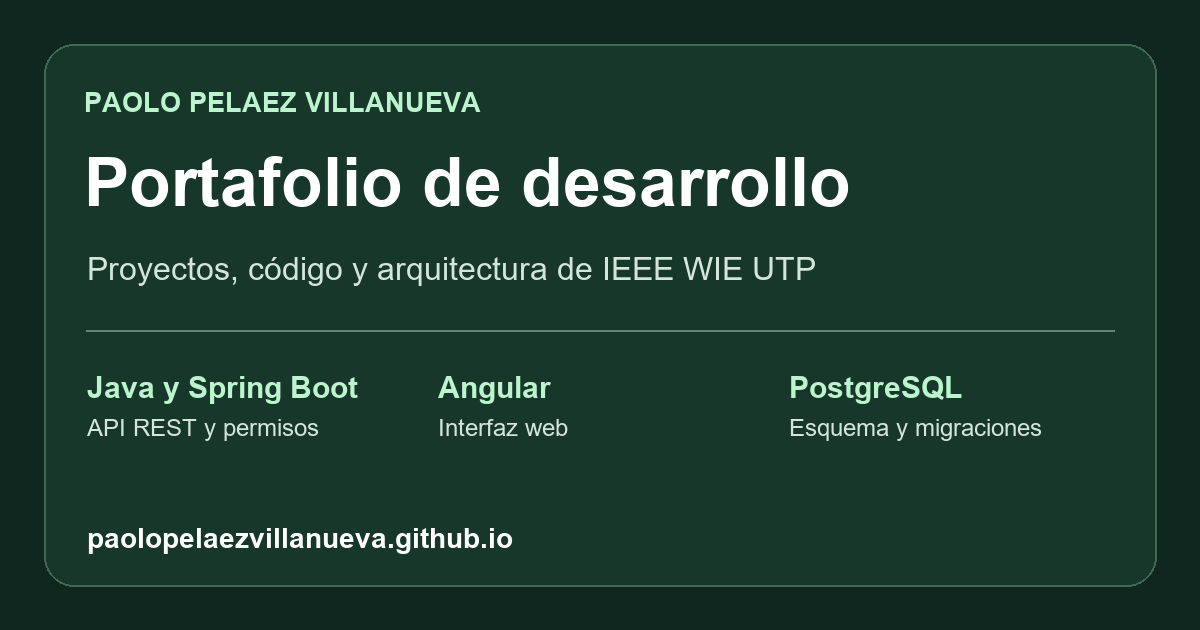 PAOLO PELAEZ VILLANUEVA
Portafolio de desarrollo
Proyectos, código y arquitectura de IEEE WIE UTP
Java y Spring Boot
API REST y permisos
Angular
Interfaz web
PostgreSQL
Esquema y migraciones
paolopelaezvillanueva.github.io